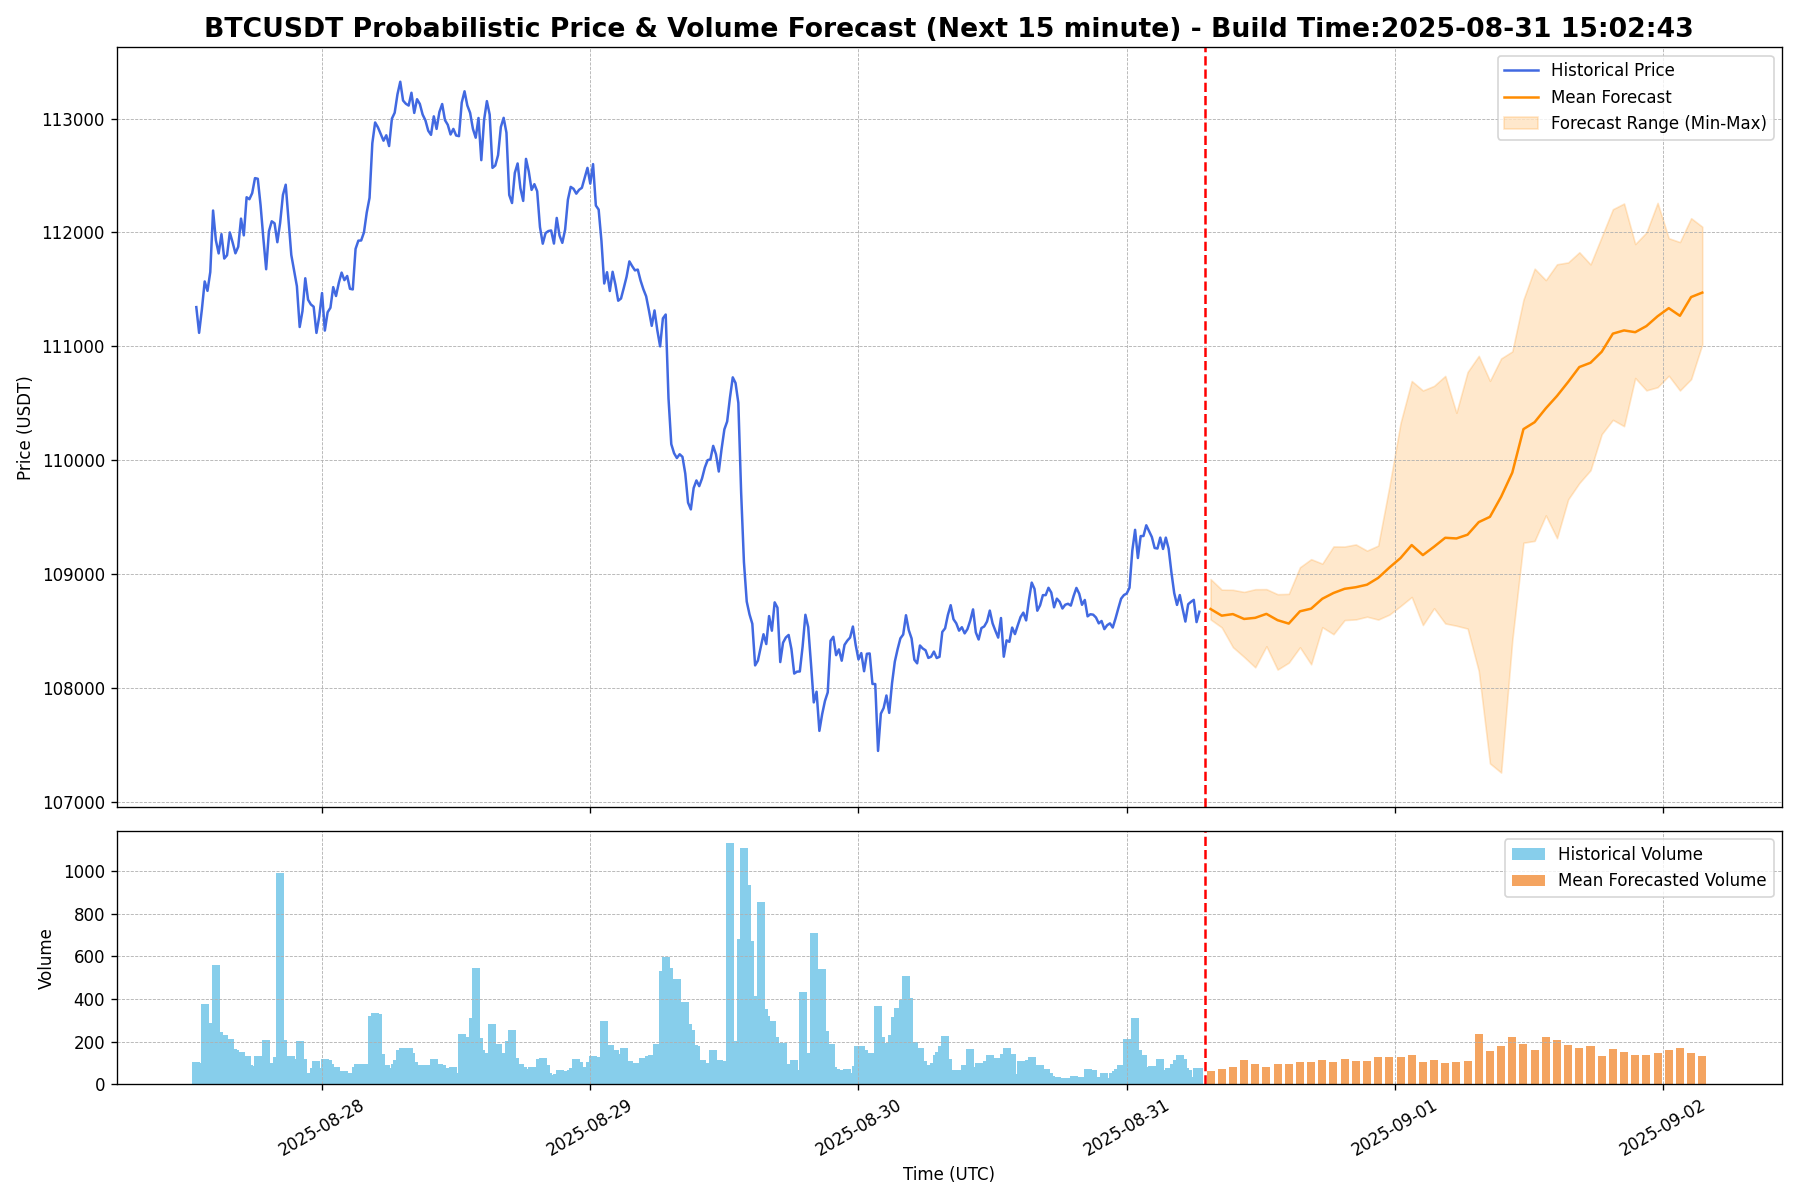 BTCUSDT Probabilistic Price & Volume Forecast (Next 15 minute) - Build Time:2025-08-31 15:02:43
Historical Price
Mean Forecast
Forecast Range (Min-Max)
113000
112000
111000
110000
109000
108000
107000
Price (USDT)
Historical Volume
Mean Forecasted Volume
1000
800
600
400
200
0
Volume
2025-08-28
2025-08-29
2025-08-30
2025-08-31
2025-09-01
2025-09-02
Time (UTC)